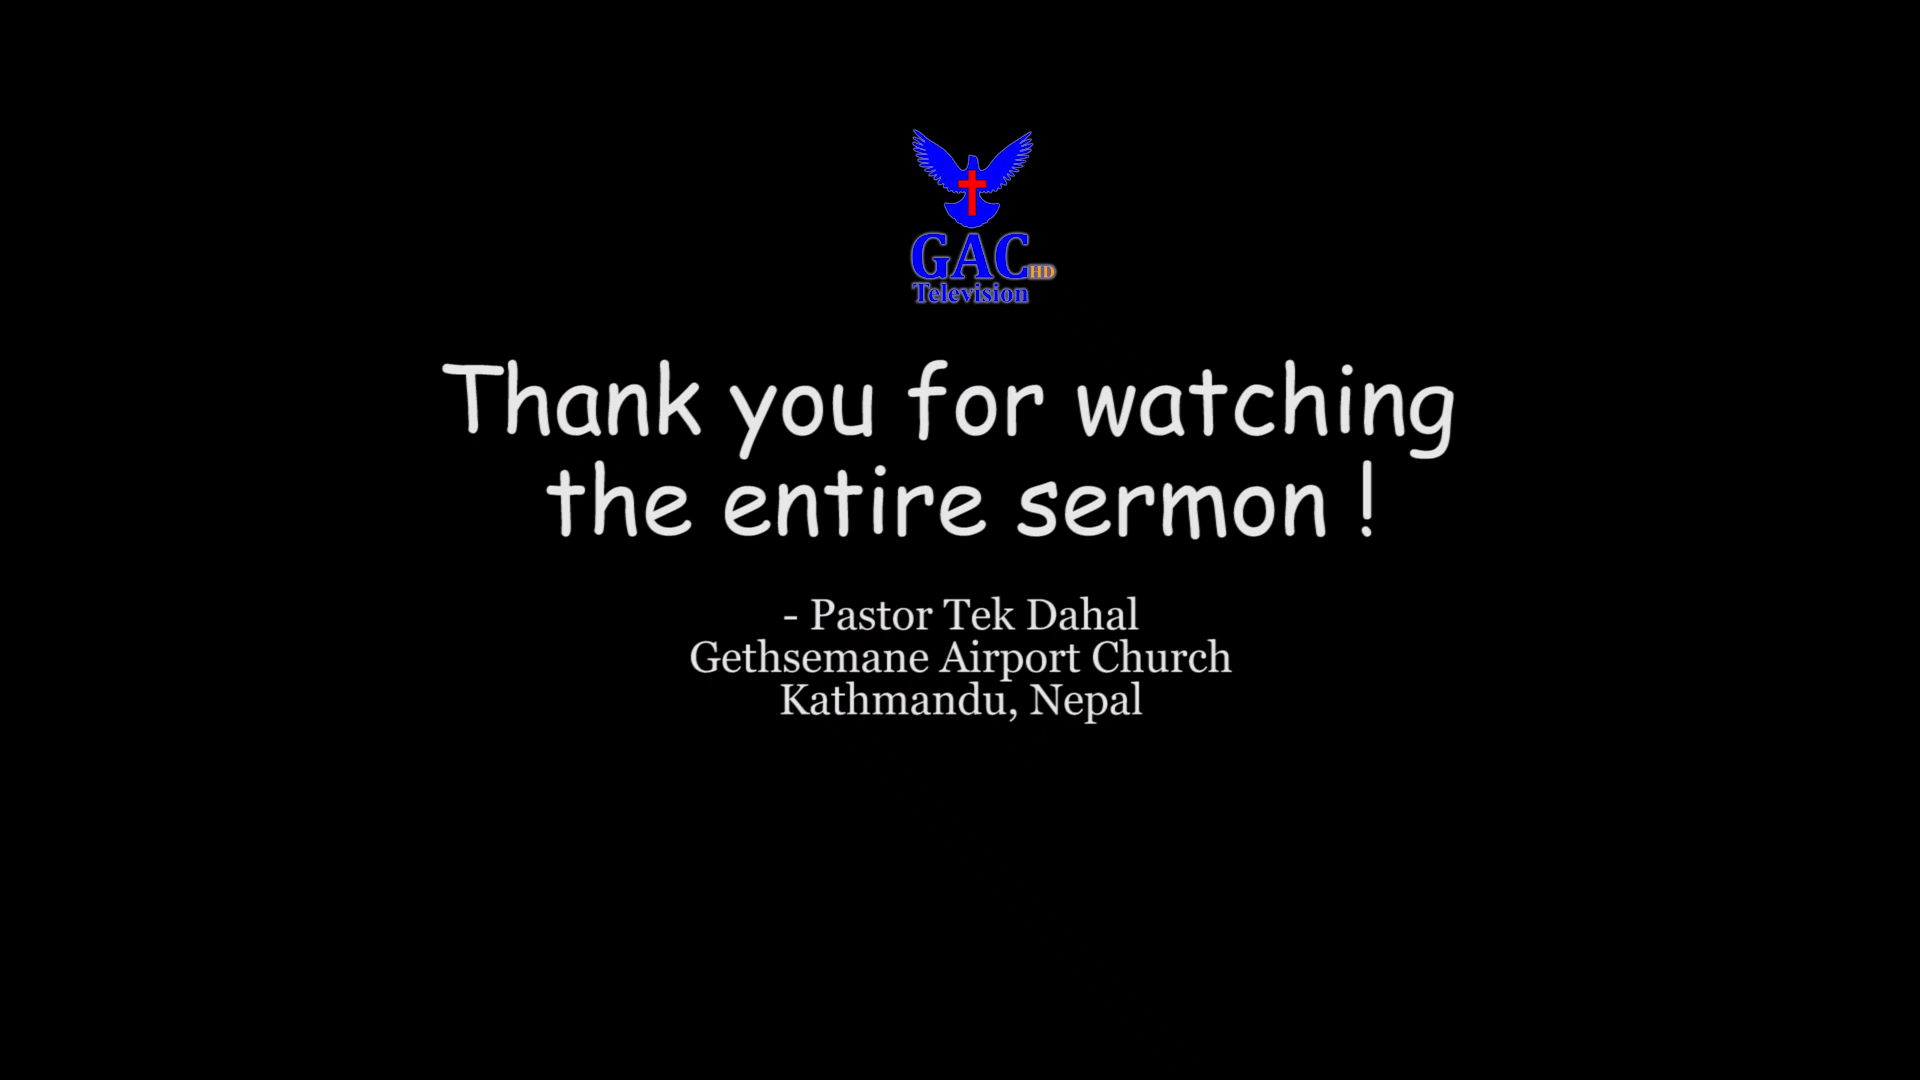 GAC HD
Television
Thank you for watching
the entire sermon !
- Pastor Tek Dahal
Gethsemane Airport Church
Kathmandu, Nepal